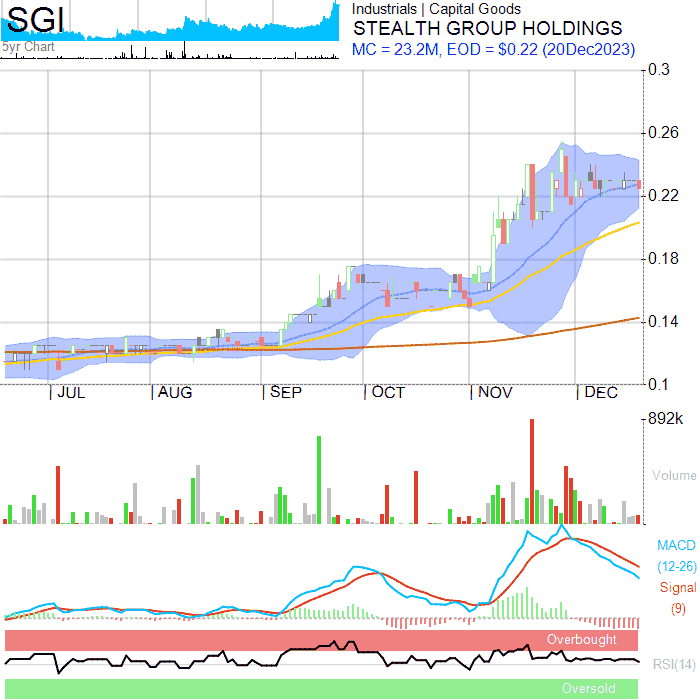 SGI
5yr Chart
Industrials | Capital Goods
STEALTH GROUP HOLDINGS
MC = 23.2M, EOD = $0.22 (20Dec2023)
0.3
0.26
0.22
0.18
0.14
0.1
JUL AUG SEP OCT NOV DEC
892k
Volume
MACD
(12-26)
Signal
(9)
Overbought
RSI(14)
Oversold